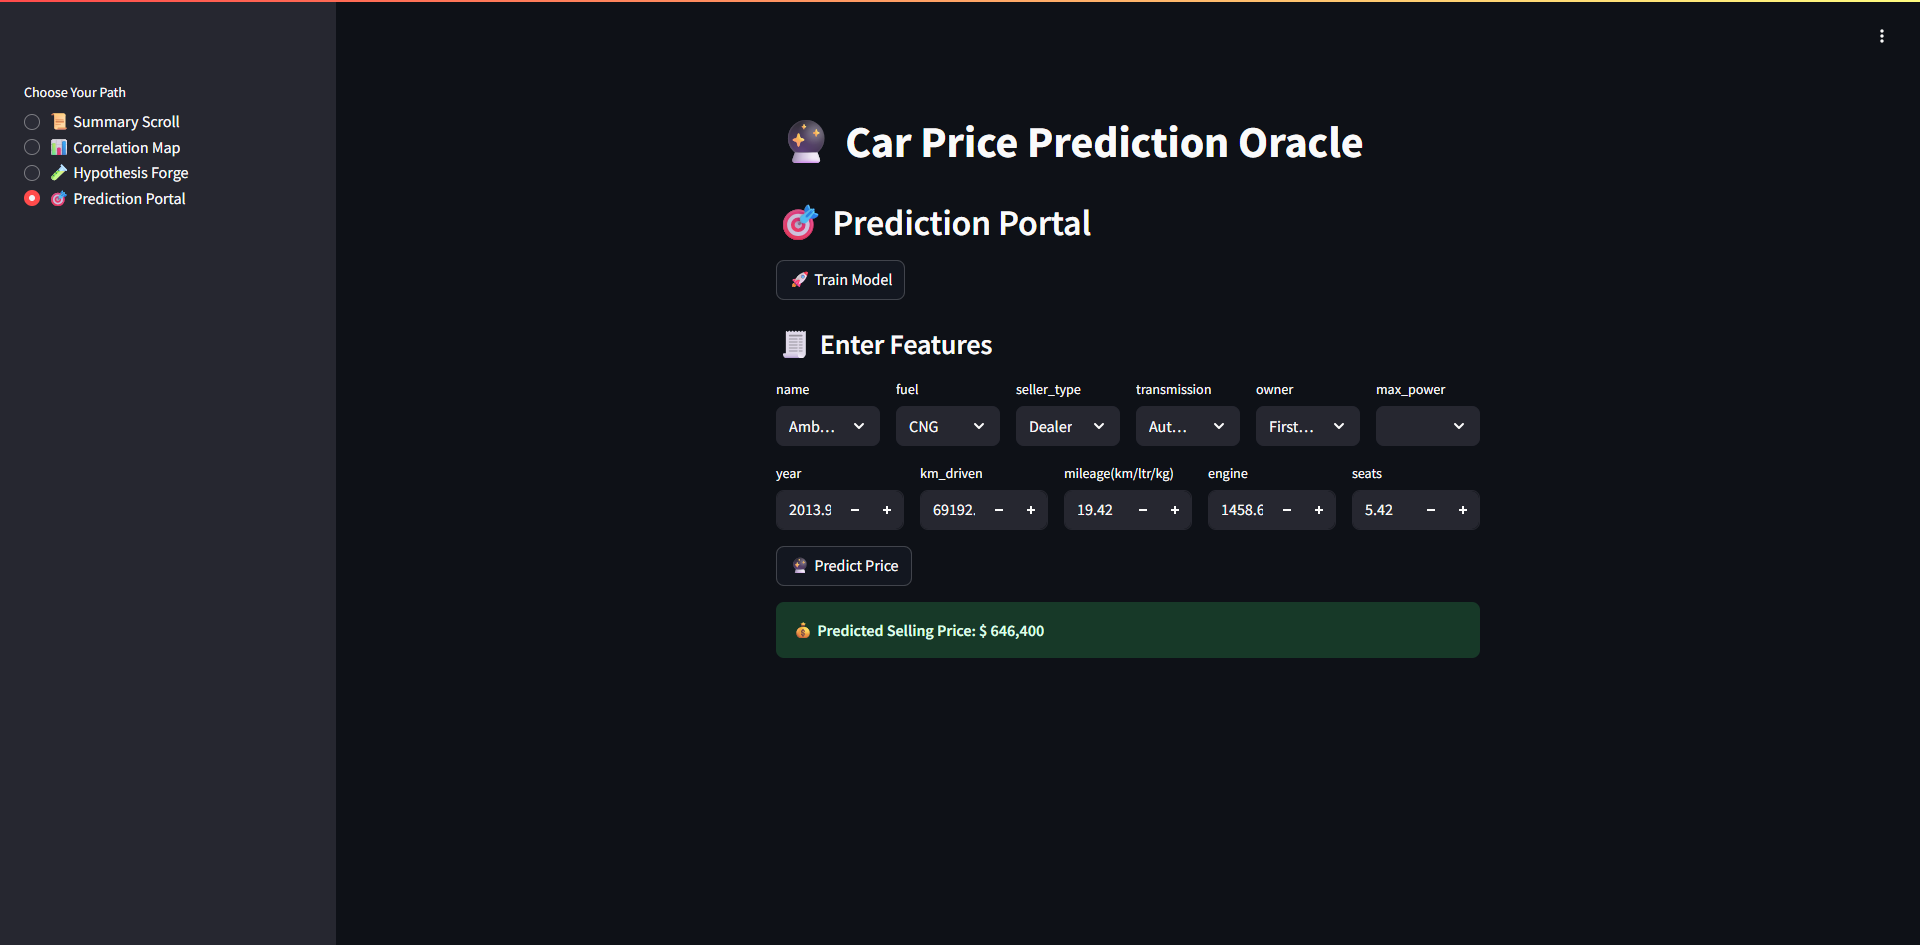 Choose Your Path
Summary Scroll
Correlation Map
Hypothesis Forge
Prediction Portal
Car Price Prediction Oracle
Prediction Portal
Train Model
Enter Features
name fuel seller_type transmission owner max_power
Amb... CNG Dealer Aut... First...
year km_driven mileage(km/ltr/kg) engine seats
2013.9 − + 69192. − + 19.42 − + 1458.6 − + 5.42 − +
Predict Price
Predicted Selling Price: $ 646,400